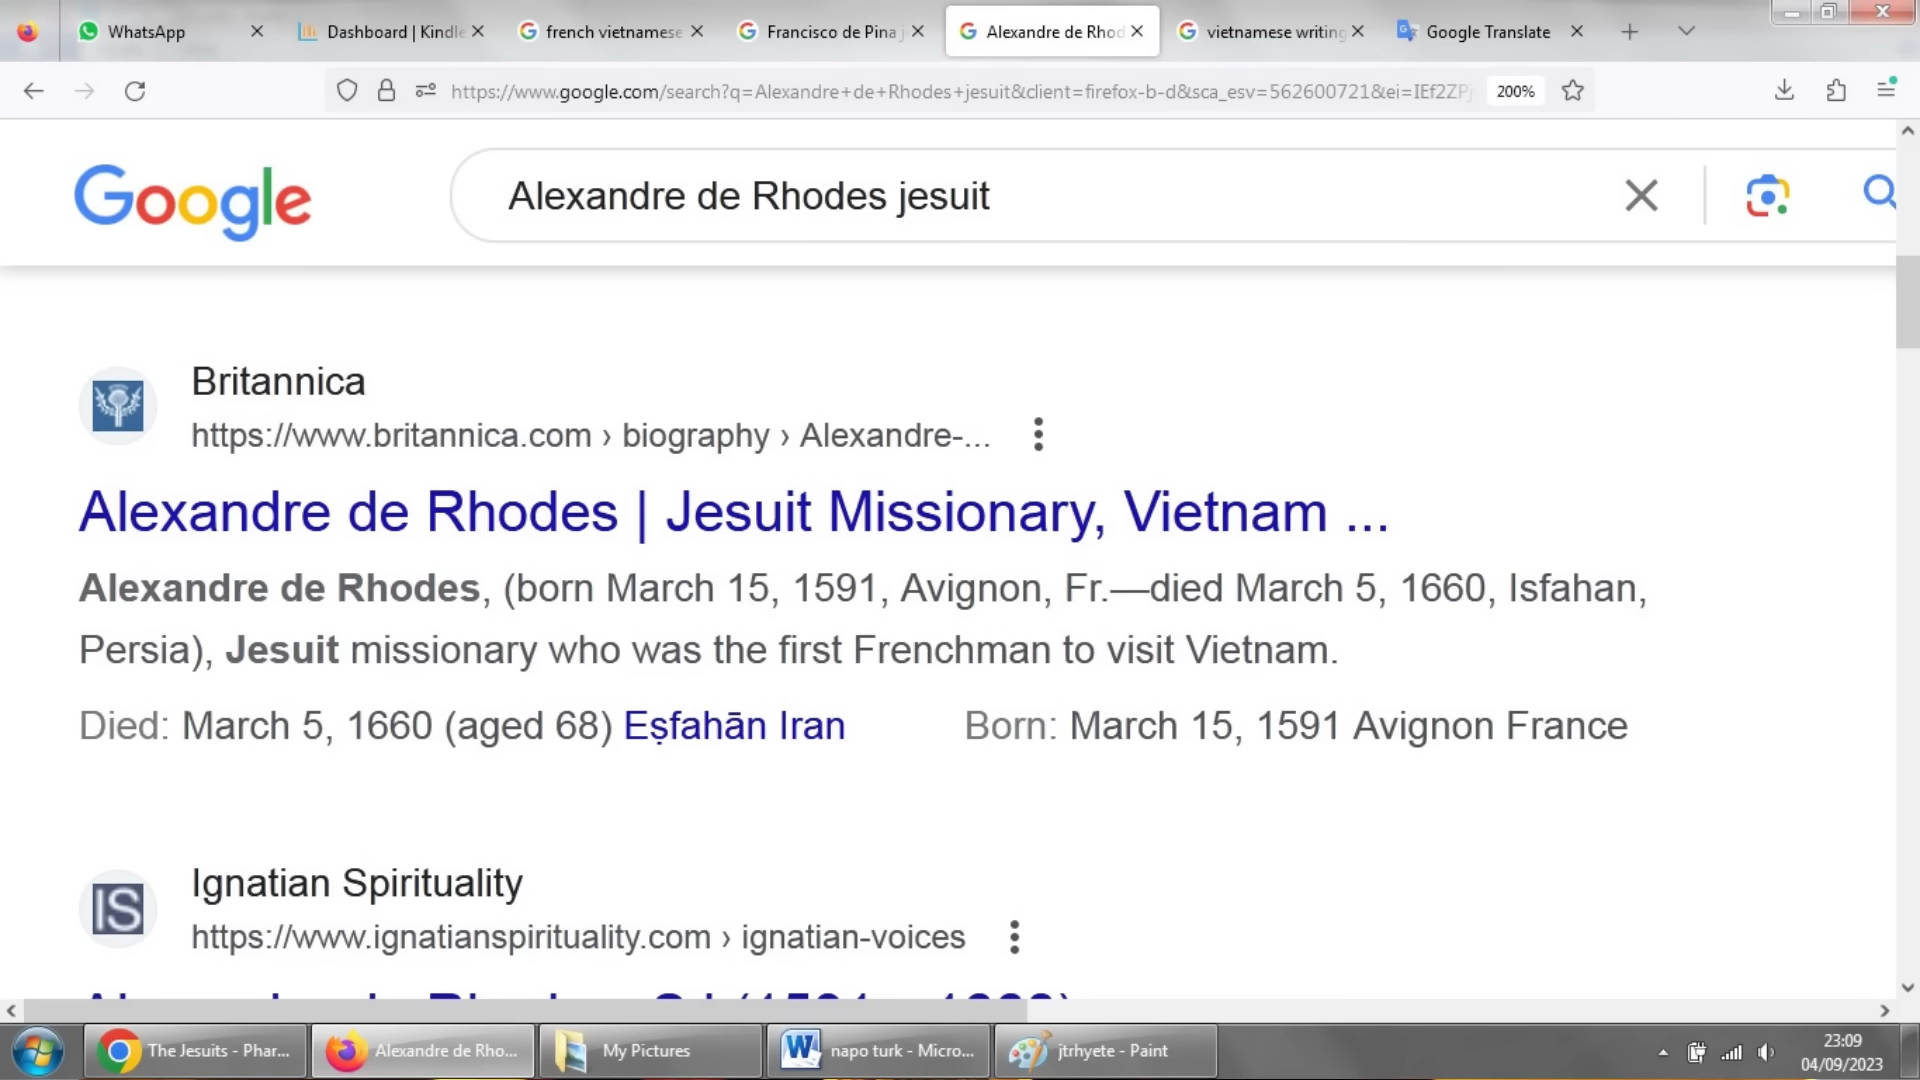 WhatsApp
Dashboard | Kindle
french vietnamese
Francisco de Pina j
Alexandre de Rhod
vietnamese writing
Google Translate
https://www.google.com/search?q=Alexandre+de+Rhodes+jesuit&client=firefox-b-d&sca_esv=562600721&ei=IEf2ZPj
200%
Google
Alexandre de Rhodes jesuit
Britannica
https://www.britannica.com › biography › Alexandre-...
Alexandre de Rhodes | Jesuit Missionary, Vietnam ...
Alexandre de Rhodes, (born March 15, 1591, Avignon, Fr.—died March 5, 1660, Isfahan,
Persia), Jesuit missionary who was the first Frenchman to visit Vietnam.
Died: March 5, 1660 (aged 68) Eṣfahān Iran Born: March 15, 1591 Avignon France
IS
Ignatian Spirituality
https://www.ignatianspirituality.com › ignatian-voices
The Jesuits - Phar...
Alexandre de Rho...
My Pictures
napo turk - Micro...
jtrhyete - Paint
23:09
04/09/2023